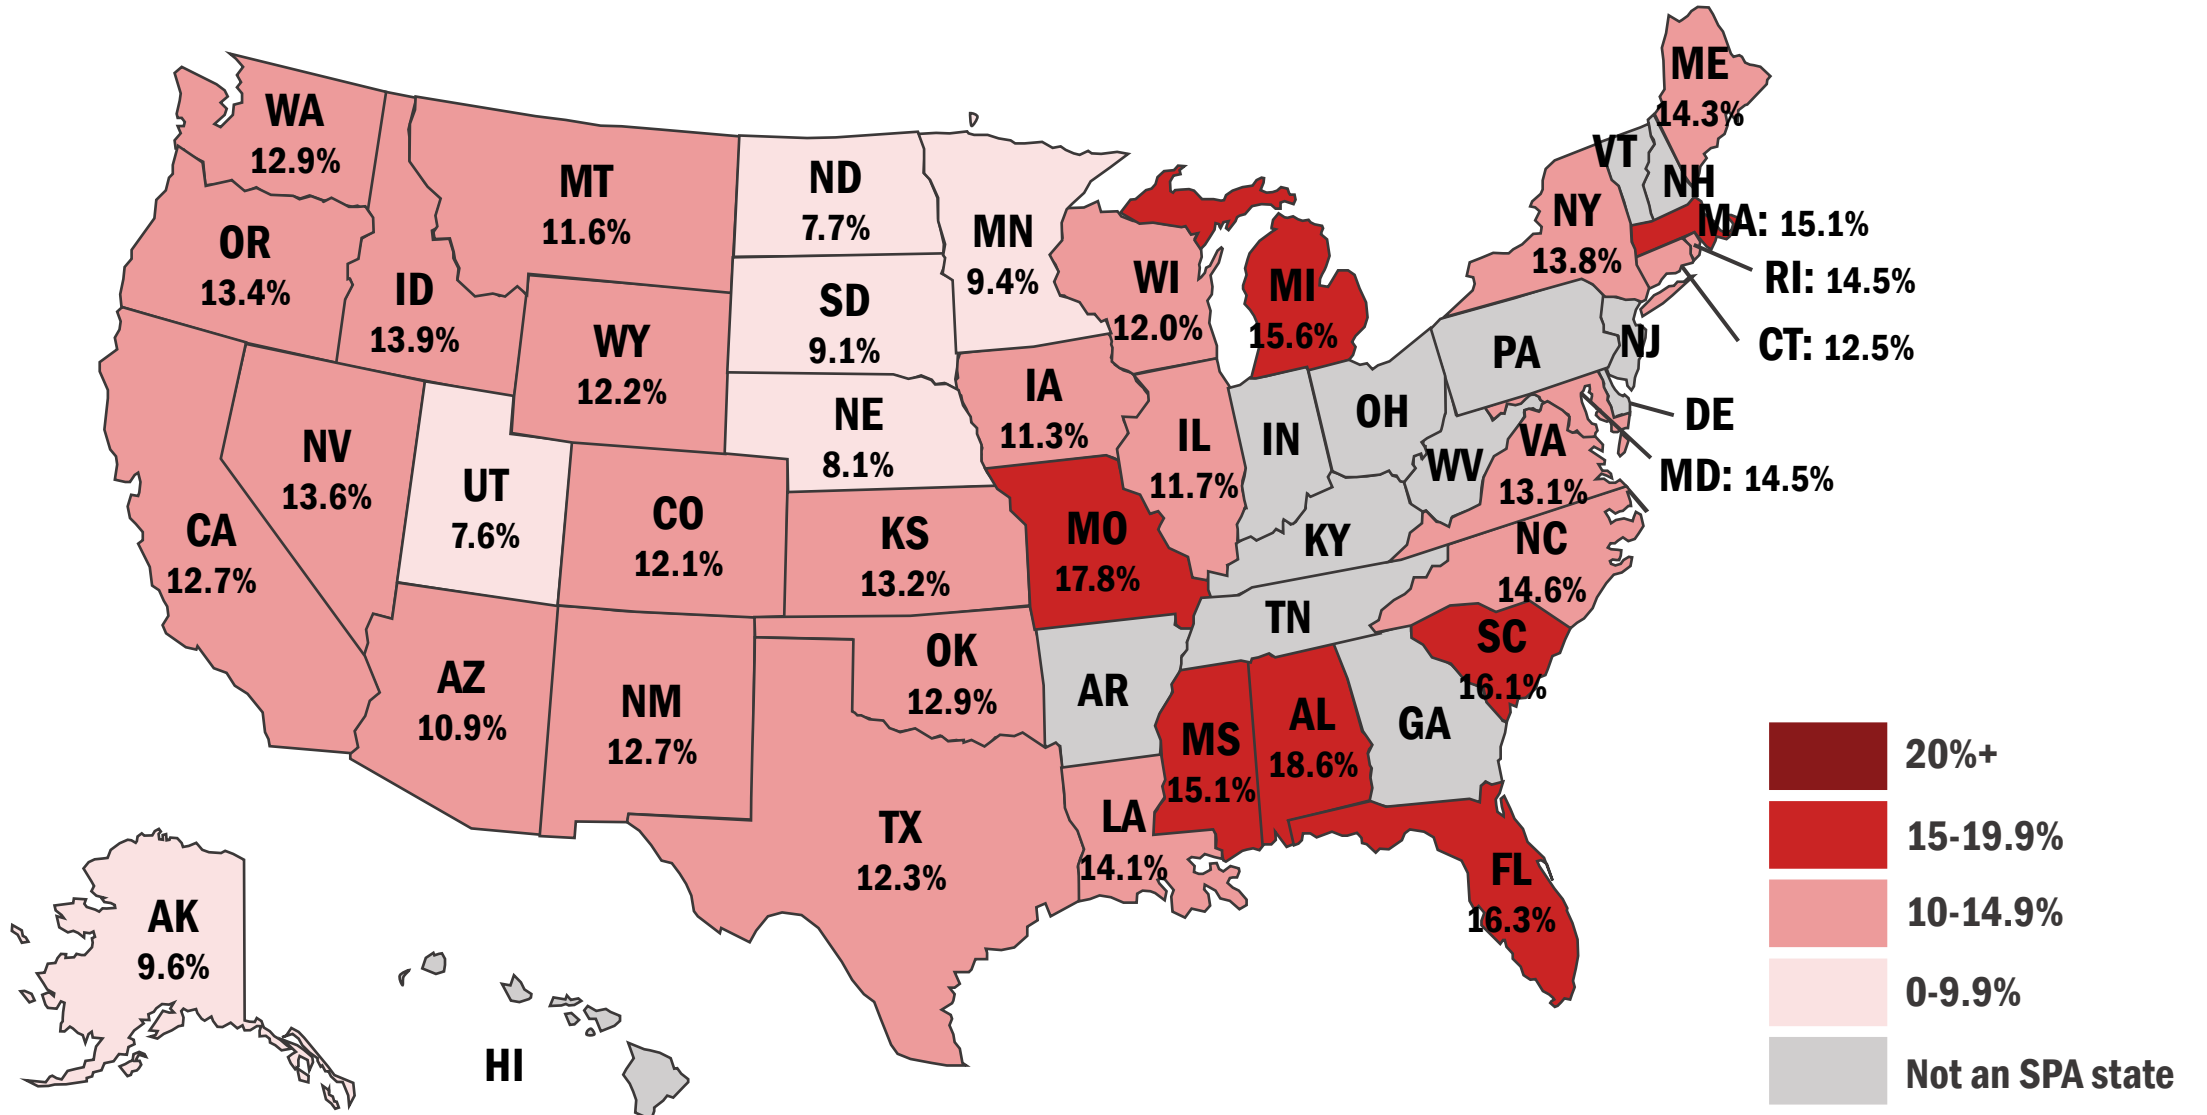 ME
14.3%
WA
12.9%
VT
MT
11.6%
ND
7.7%
NH
NY
13.8%
MA: 15.1%
OR
13.4%
MN
9.4%
WI
12.0%
MI
15.6%
RI: 14.5%
ID
13.9%
SD
9.1%
WY
12.2%
CT: 12.5%
NJ
PA
IA
11.3%
NE
8.1%
OH
DE
NV
13.6%
IL
11.7%
IN
VA
13.1%
WV
MD: 14.5%
UT
7.6%
CO
12.1%
CA
12.7%
KS
13.2%
MO
17.8%
KY
NC
14.6%
TN
SC
16.1%
OK
12.9%
AZ
10.9%
NM
12.7%
AR
MS
15.1%
AL
18.6%
GA
TX
12.3%
LA
14.1%
FL
16.3%
AK
9.6%
HI
20%+
15-19.9%
10-14.9%
0-9.9%
Not an SPA state